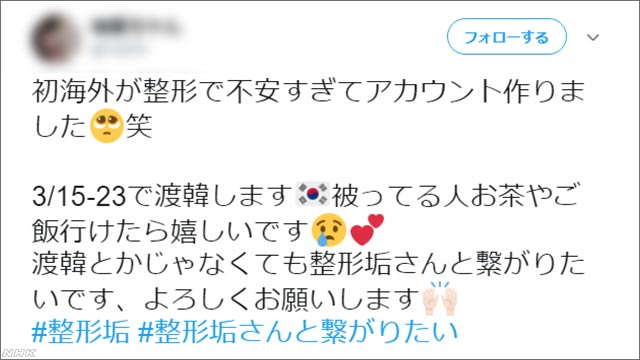 フォローする
初海外が整形で不安すぎてアカウント作りま
した🥺笑
3/15-23で渡韓します🇰🇷被ってる人お茶やご
飯行けたら嬉しいです😢💕
渡韓とかじゃなくても整形垢さんと繋がりた
いです、よろしくお願いします🙌🏻
#整形垢 #整形垢さんと繋がりたい
NHK